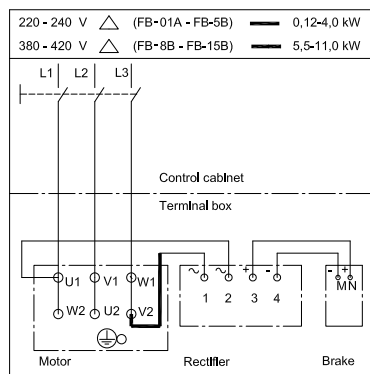 220 - 240 V △ (FB-01A - FB-5B) 0,12-4,0 kW
380 - 420 V △ (FB-8B - FB-15B) 5,5-11,0 kW
L1 L2 L3
Control cabinet
Terminal box
U1 V1 W1
W2 U2 V2
~ ~ + -
1 2 3 4
- +
M N
Motor Rectifier Brake